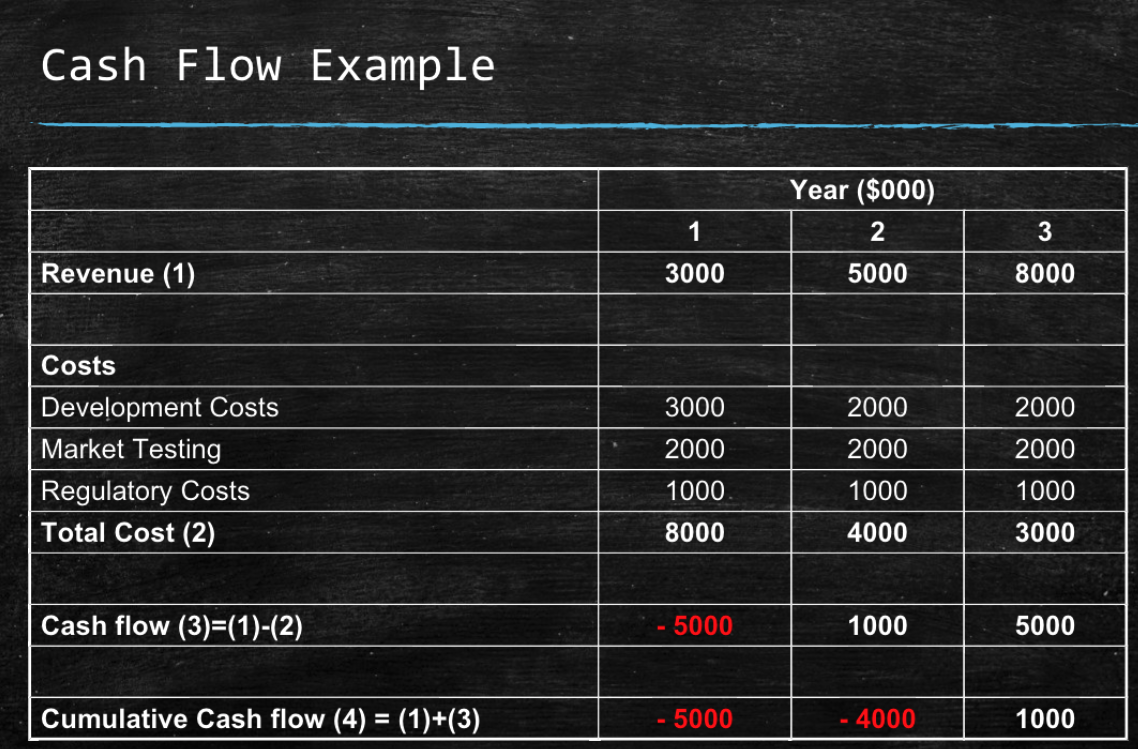 Cash Flow Example
Year ($000)
1 2 3
Revenue (1) 3000 5000 8000
Costs
Development Costs 3000 2000 2000
Market Testing 2000 2000 2000
Regulatory Costs 1000 1000 1000
Total Cost (2) 8000 4000 3000
Cash flow (3)=(1)-(2) - 5000 1000 5000
Cumulative Cash flow (4) = (1)+(3) - 5000 - 4000 1000